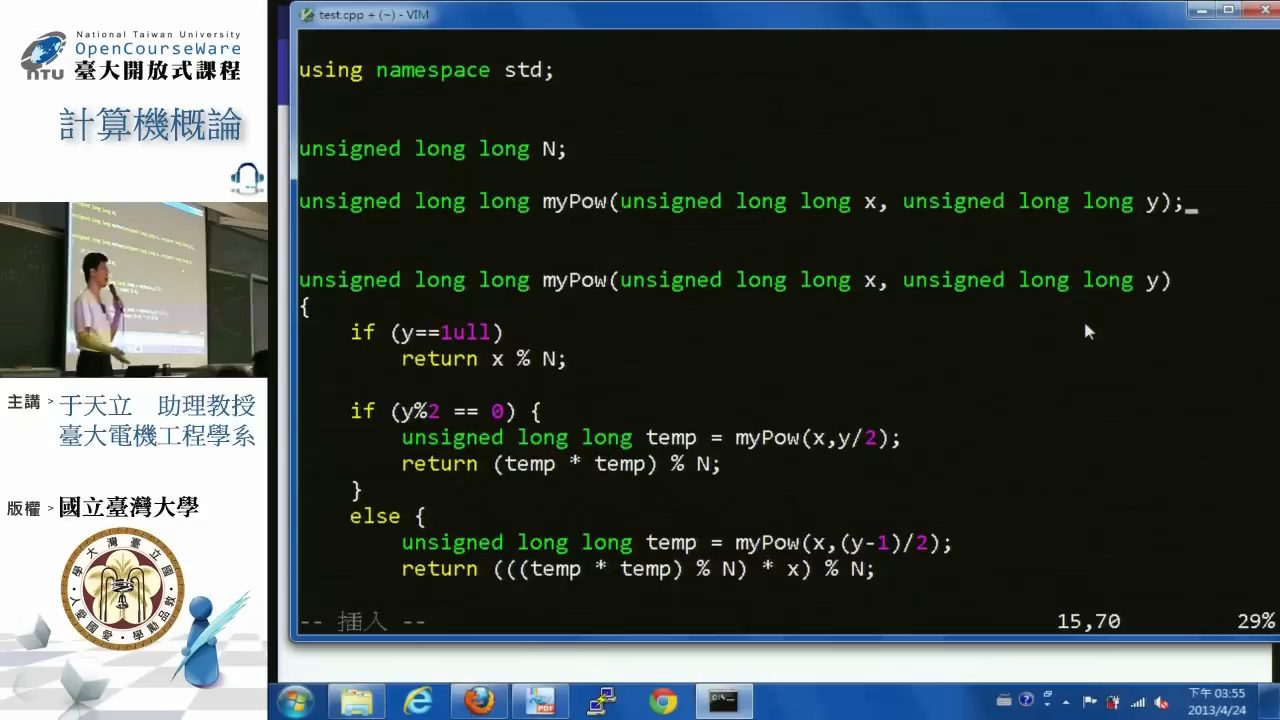 National Taiwan University
OpenCourseWare
臺大開放式課程
NTU
計算機概論
主講 > 于天立 助理教授
臺大電機工程學系
版權 > 國立臺灣大學
test.cpp + (~) - VIM
using namespace std;
unsigned long long N;
unsigned long long myPow(unsigned long long x, unsigned long long y);
unsigned long long myPow(unsigned long long x, unsigned long long y)
{
if (y==1ull)
return x % N;
if (y%2 == 0) {
unsigned long long temp = myPow(x,y/2);
return (temp * temp) % N;
}
else {
unsigned long long temp = myPow(x,(y-1)/2);
return (((temp * temp) % N) * x) % N;
-- 插入 --
15,70
29%
PDF
下午 03:55
2013/4/24